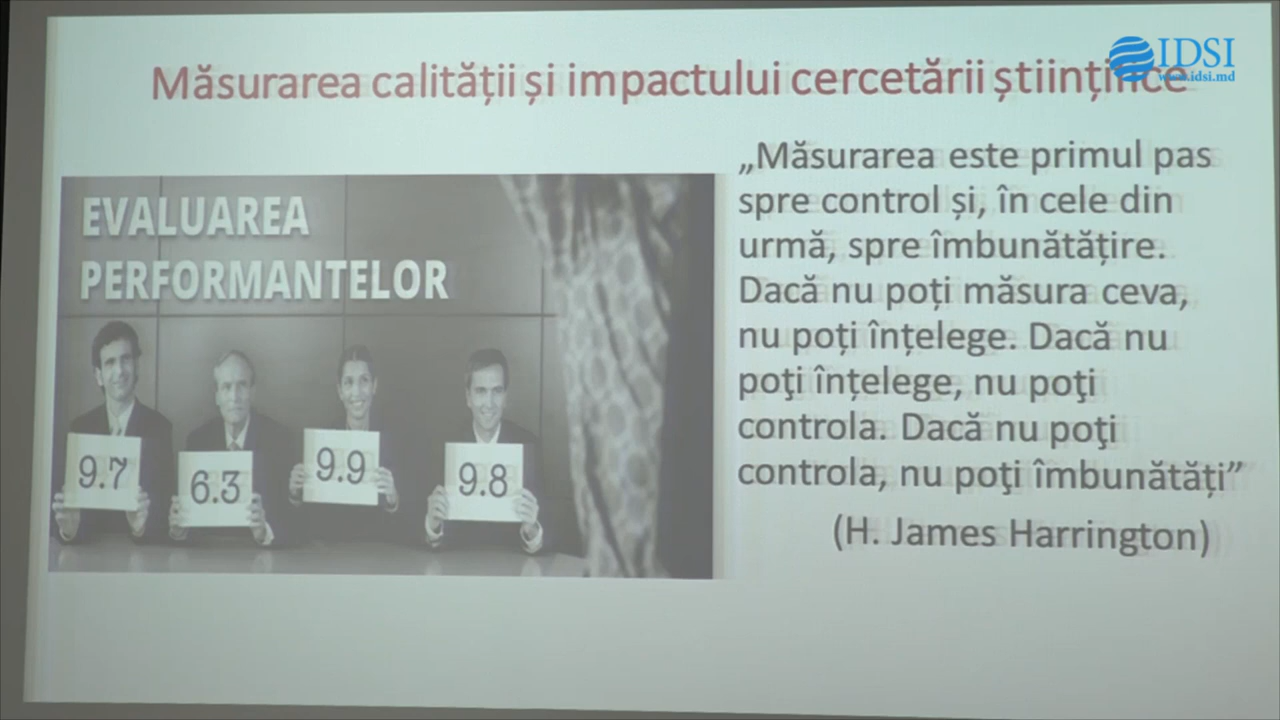 IDSI
www.idsi.md
Măsurarea calității și impactului cercetării științifice
EVALUAREA
PERFORMANTELOR
9.7
6.3
9.9
9.8
„Măsurarea este primul pas
spre control și, în cele din
urmă, spre îmbunătățire.
Dacă nu poți măsura ceva,
nu poți înțelege. Dacă nu
poţi înțelege, nu poţi
controla. Dacă nu poţi
controla, nu poţi îmbunătăți”
(H. James Harrington)